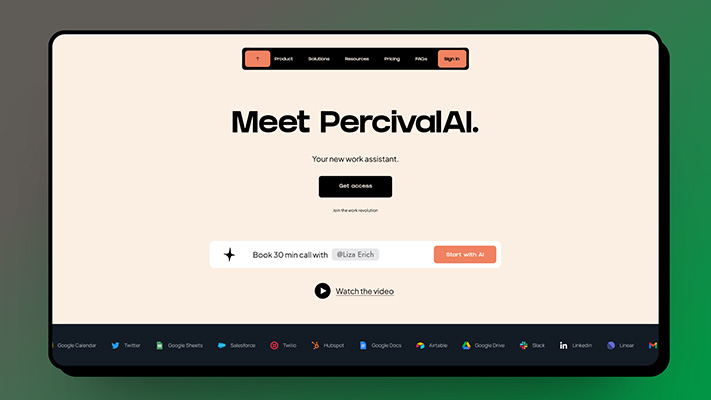 Product Solutions Resources Pricing FAQs Sign in
Meet PercivalAI.
Your new work assistant.
Get access
Join the work revolution
Book 30 min call with @Liza Erich Start with AI
Watch the video
Google Calendar Twitter Google Sheets Salesforce Twilio Hubspot Google Docs Airtable Google Drive Slack LinkedIn Linear